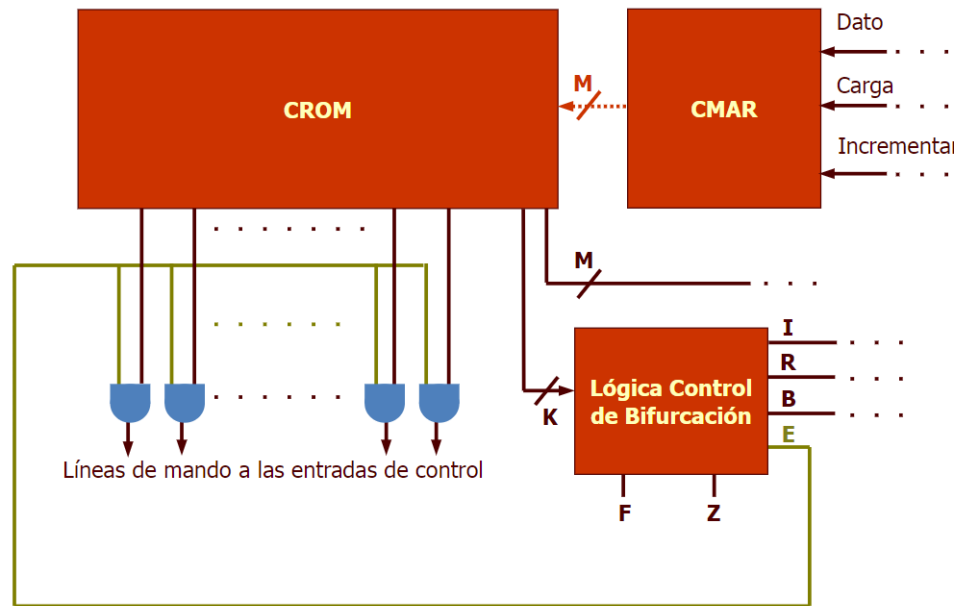 Dato
M
CROM
CMAR
Carga
Incrementar
M
I
R
Lógica Control
de Bifurcación
K
B
E
Líneas de mando a las entradas de control
F
Z